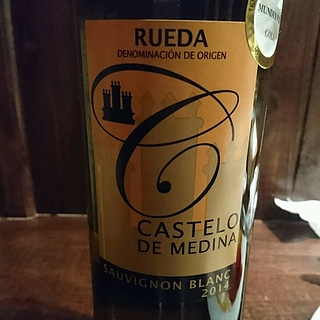 RUEDA
DENOMINACIÓN DE ORIGEN
CASTELO
DE MEDINA
SAUVIGNON BLANC
2014